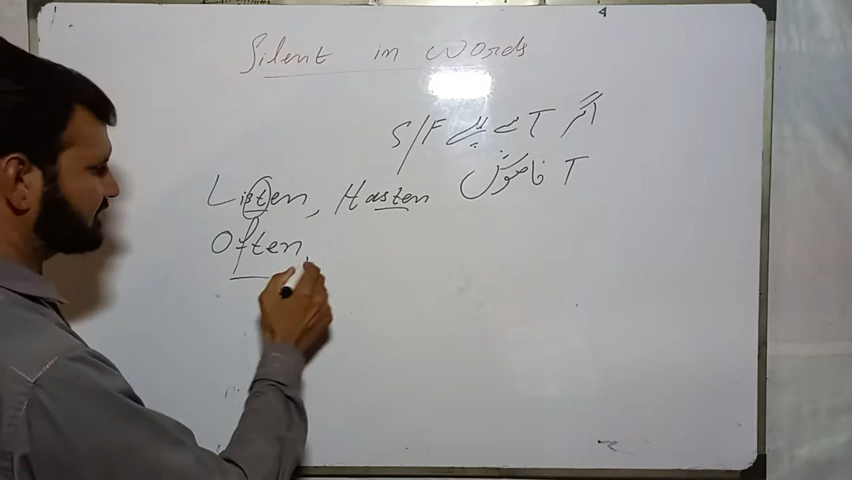 Silent in Words
اگر T سے پہلے S/F
T خاموش
Listen, Hasten
Often,